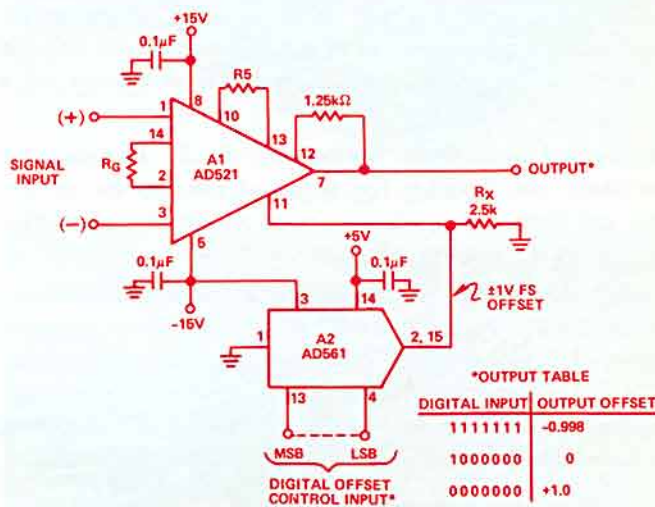 +15V
0.1µF
R5
1.25kΩ
8
10
13
(+)
1
14
12
SIGNAL
INPUT
RG
A1
AD521
7
OUTPUT*
2
11
RX
2.5k
(−)
3
5
+5V
0.1µF
0.1µF
±1V FS
OFFSET
−15V
3
14
1
A2
AD561
2, 15
13
4
MSB
LSB
DIGITAL OFFSET
CONTROL INPUT*
*OUTPUT TABLE
DIGITAL INPUT OUTPUT OFFSET
1111111 -0.998
1000000 0
0000000 +1.0